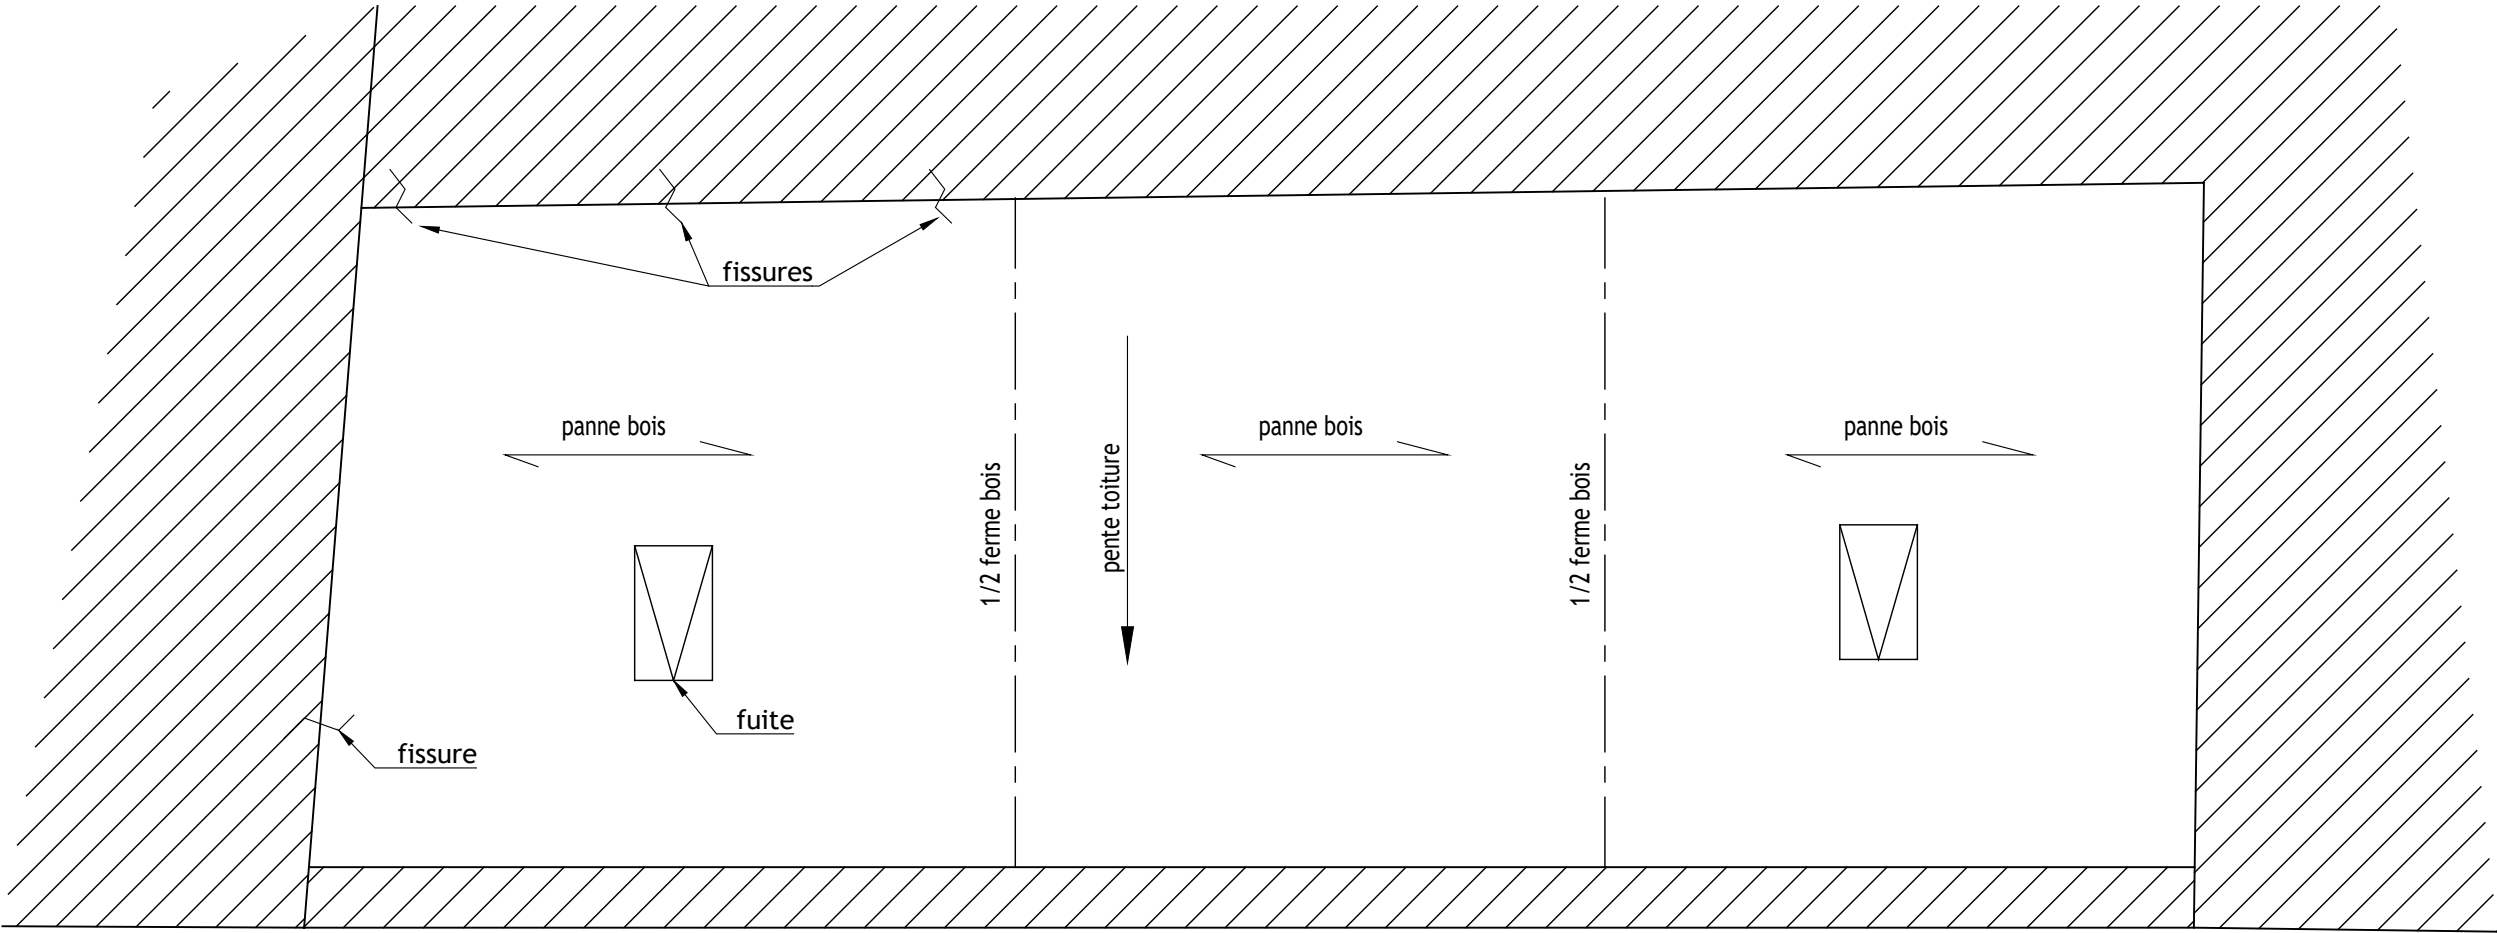 fissures
panne bois
panne bois
panne bois
1/2 ferme bois
pente toiture
1/2 ferme bois
fuite
fissure